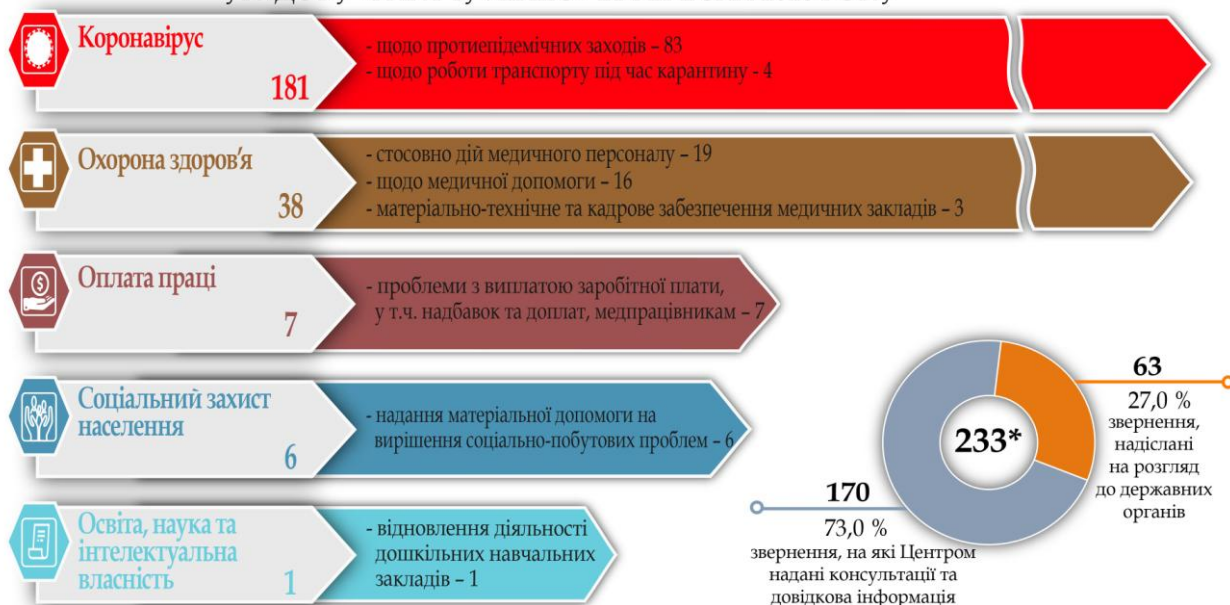 Коронавірус
181
- щодо протиепідемічних заходів – 83
- щодо роботи транспорту під час карантину - 4
Охорона здоров'я
38
- стосовно дій медичного персоналу – 19
- щодо медичної допомоги – 16
- матеріально-технічне та кадрове забезпечення медичних закладів – 3
Оплата праці
7
- проблеми з виплатою заробітної плати,
у т.ч. надбавок та доплат, медпрацівникам – 7
Соціальний захист
населення
6
- надання матеріальної допомоги на
вирішення соціально-побутових проблем – 6
Освіта, наука та
інтелектуальна
власність
1
- відновлення діяльності
дошкільних навчальних
закладів – 1
233*
63
27,0 %
звернення,
надіслані
на розгляд
до державних
органів
170
73,0 %
звернення, на які Центром
надані консультації та
довідкова інформація